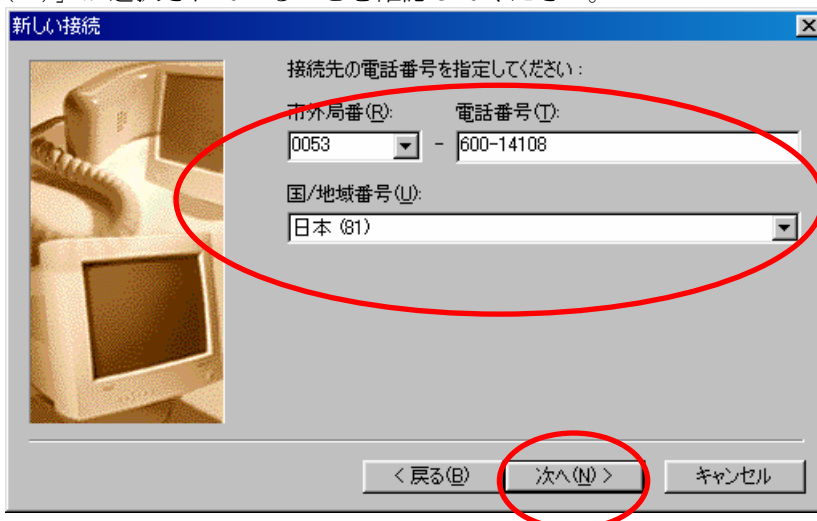 新しい接続
接続先の電話番号を指定してください:
市外局番(R): 電話番号(T):
0053 - 600-14108
国/地域番号(U):
日本 (81)
< 戻る(B) 次へ(N) > キャンセル